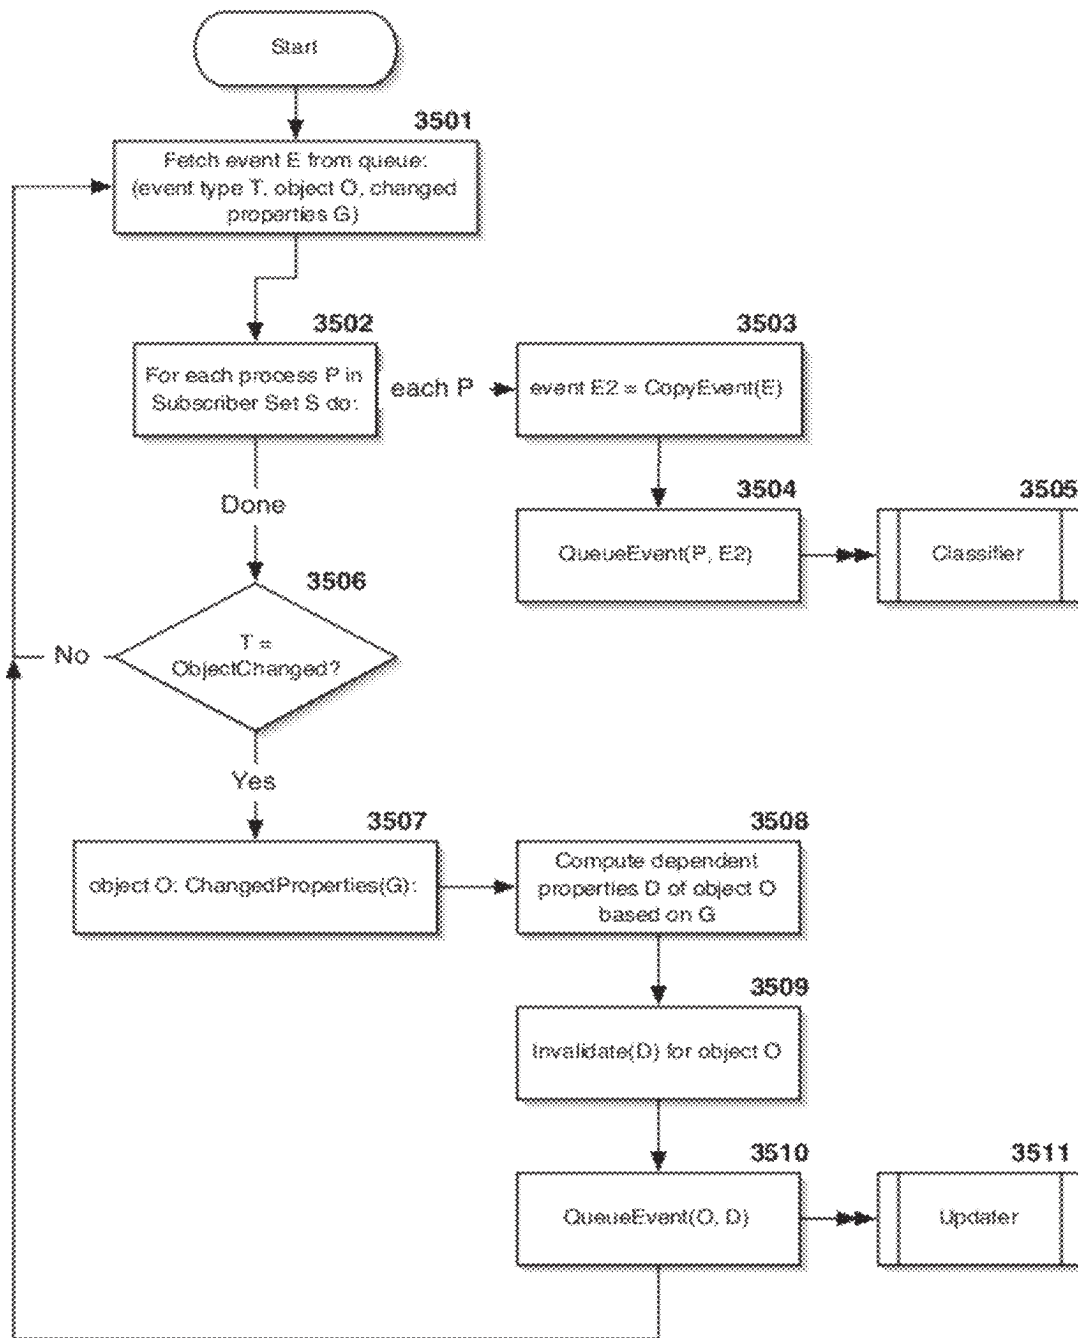 Start
3501
Fetch event E from queue:
(event type T, object O, changed
properties G)
3502
For each process P in
Subscriber Set S do:
each P
3503
event E2 = CopyEvent(E)
3504
QueueEvent(P, E2)
3505
Classifier
Done
3506
T =
ObjectChanged?
No
Yes
3507
object O: ChangedProperties(G):
3508
Compute dependent
properties D of object O
based on G
3509
Invalidate(D) for object O
3510
QueueEvent(O, D)
3511
Updater